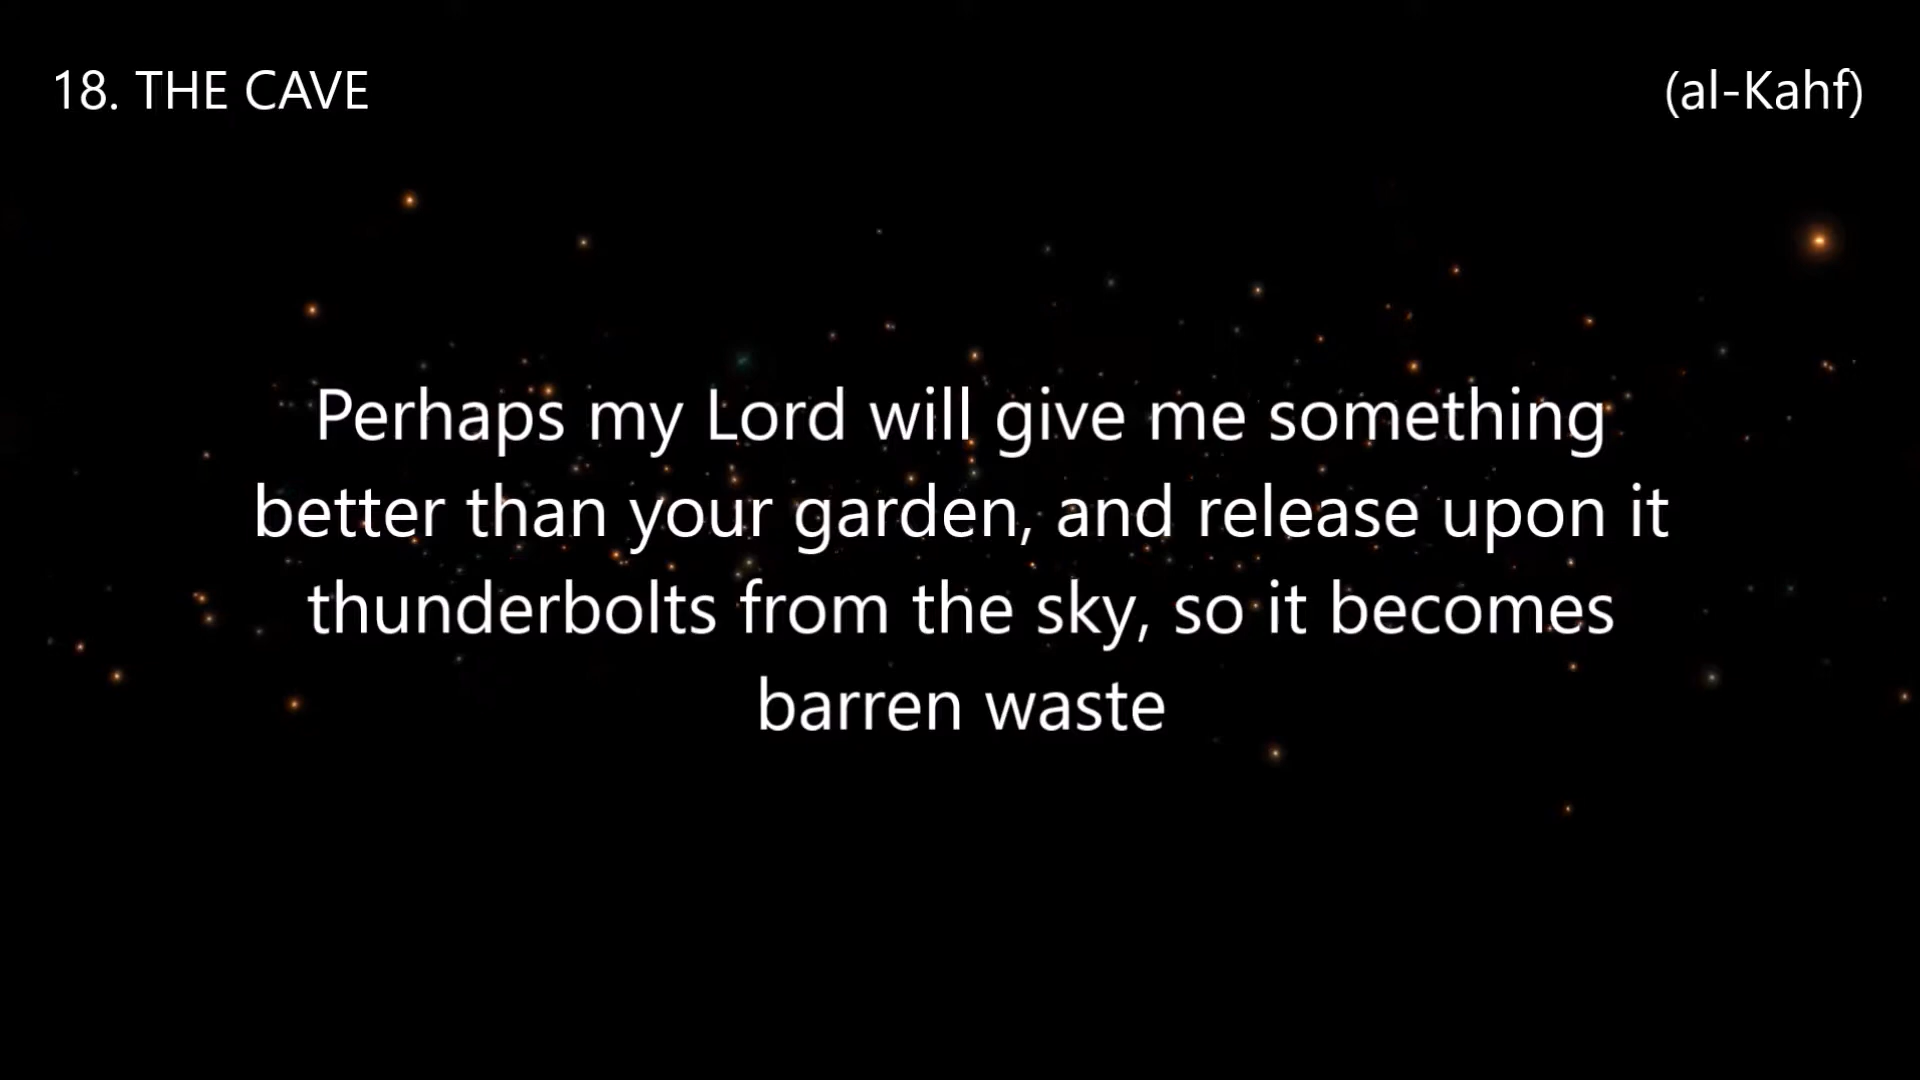 18. THE CAVE
(al-Kahf)
Perhaps my Lord will give me something
better than your garden, and release upon it
thunderbolts from the sky, so it becomes
barren waste